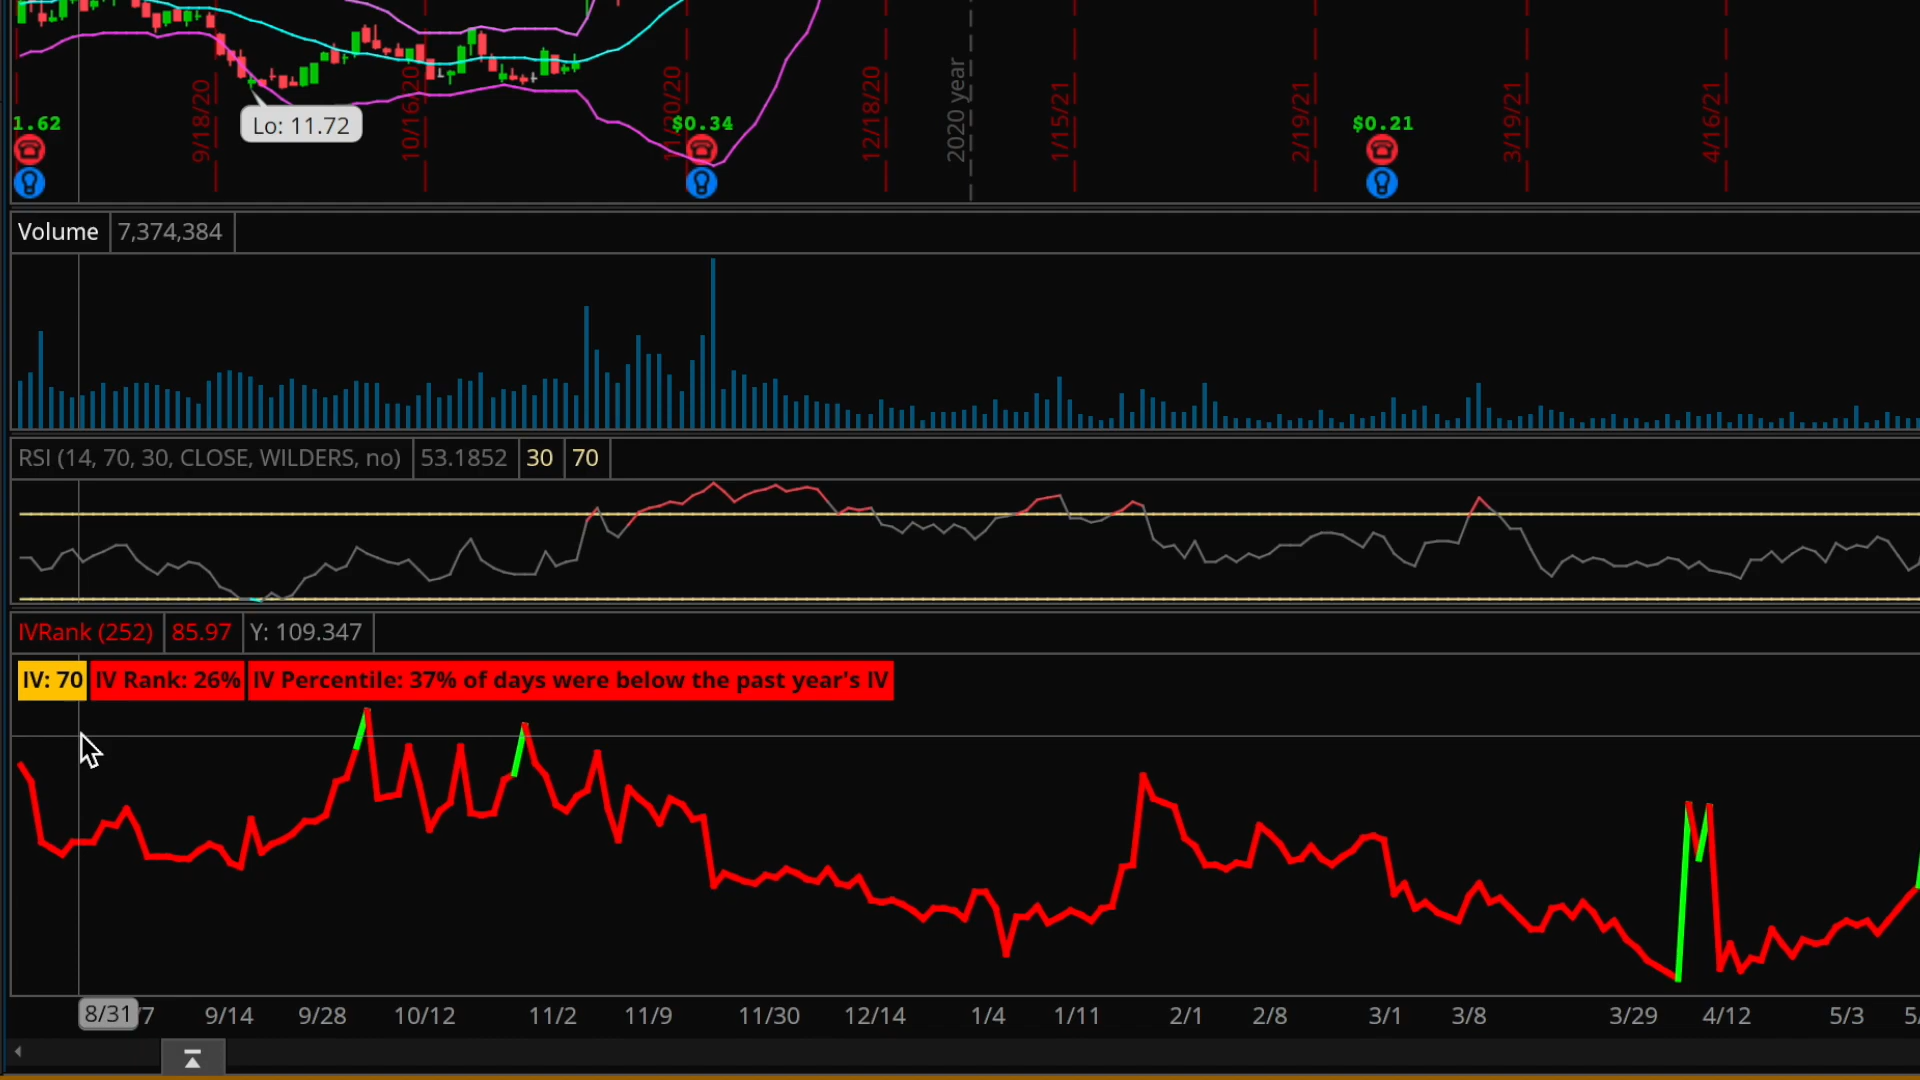 9/18/20
10/16/20
11/20/20
12/18/20
2020 year
1/15/21
2/19/21
3/19/21
4/16/21
Lo: 11.72
1.62
$0.34
$0.21
Volume 7,374,384
RSI (14, 70, 30, CLOSE, WILDERS, no) 53.1852 30 70
IVRank (252) 85.97 Y: 109.347
IV: 70 IV Rank: 26% IV Percentile: 37% of days were below the past year's IV
8/31 /7 9/14 9/28 10/12 11/2 11/9 11/30 12/14 1/4 1/11 2/1 2/8 3/1 3/8 3/29 4/12 5/3 5/